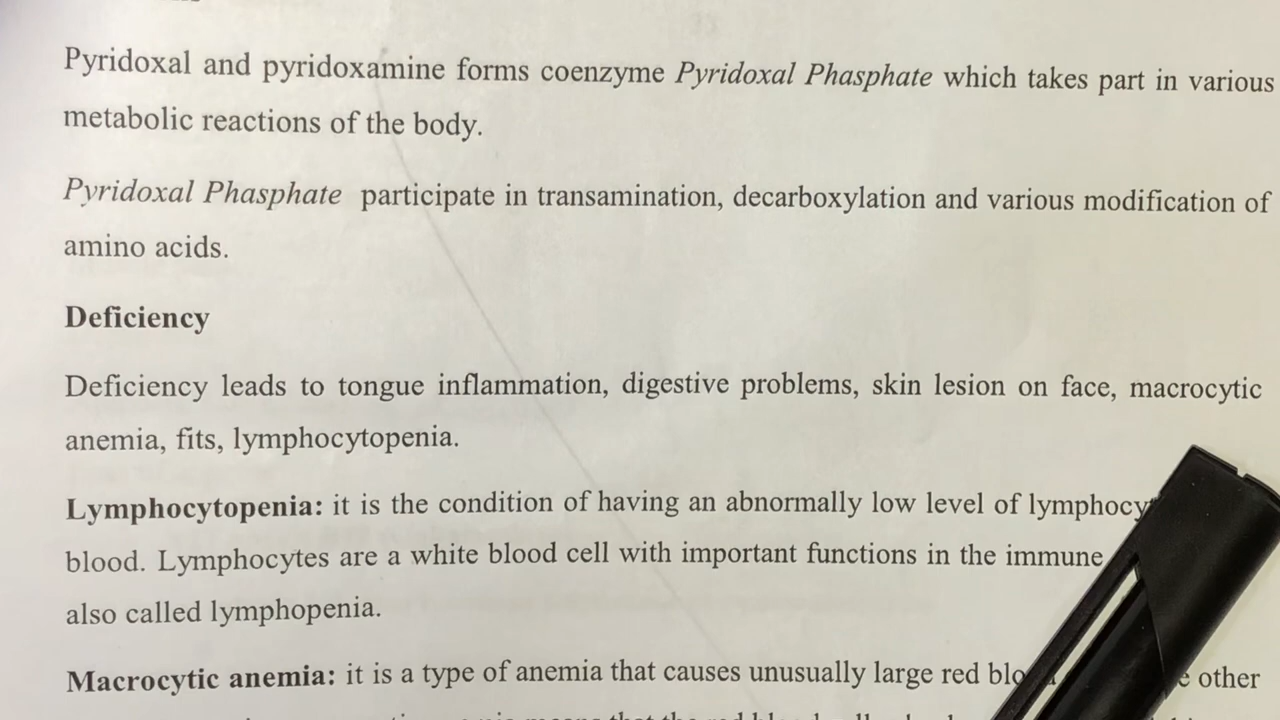 Pyridoxal and pyridoxamine forms coenzyme Pyridoxal Phasphate which takes part in various
metabolic reactions of the body.
Pyridoxal Phasphate participate in transamination, decarboxylation and various modification of
amino acids.
Deficiency
Deficiency leads to tongue inflammation, digestive problems, skin lesion on face, macrocytic
anemia, fits, lymphocytopenia.
Lymphocytopenia: it is the condition of having an abnormally low level of
blood. Lymphocytes are a white blood cell with important functions in the immune
also called lymphopenia.
Macrocytic anemia: it is a type of anemia that causes unusually large red other